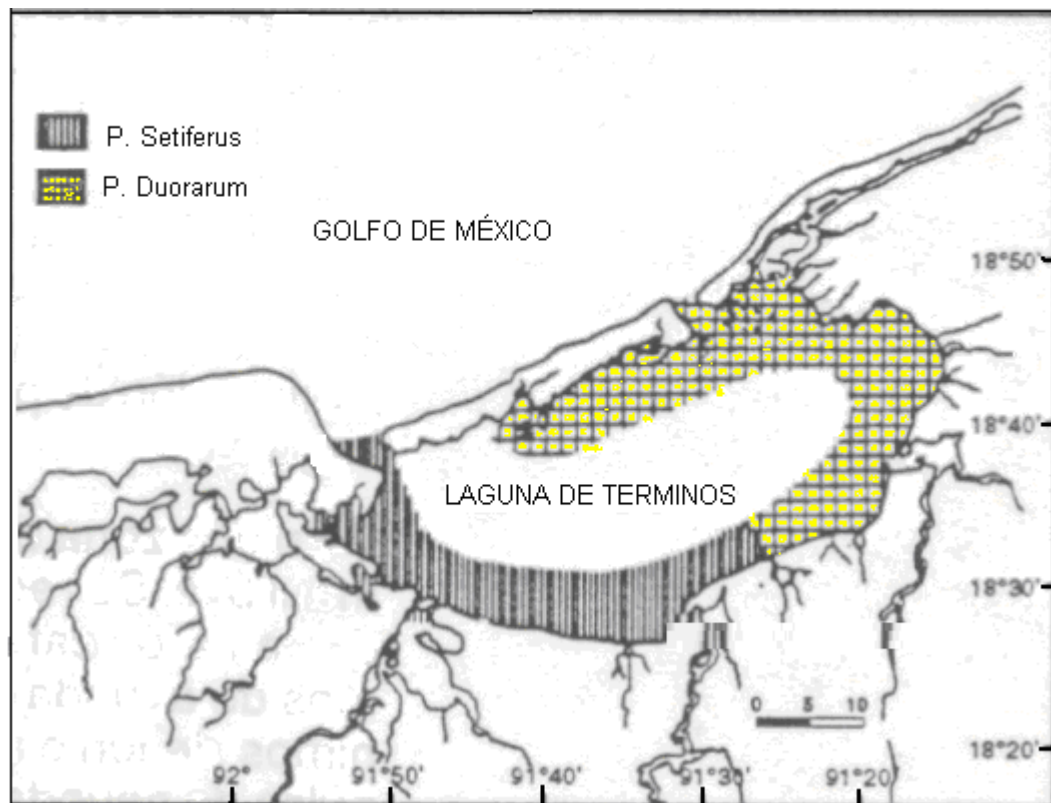 P. Setiferus
P. Duorarum
GOLFO DE MÉXICO
18°50'
18°40'
LAGUNA DE TERMINOS
18°30'
0 5 10
18°20'
92° 91°50' 91°40' 91°30' 91°20'